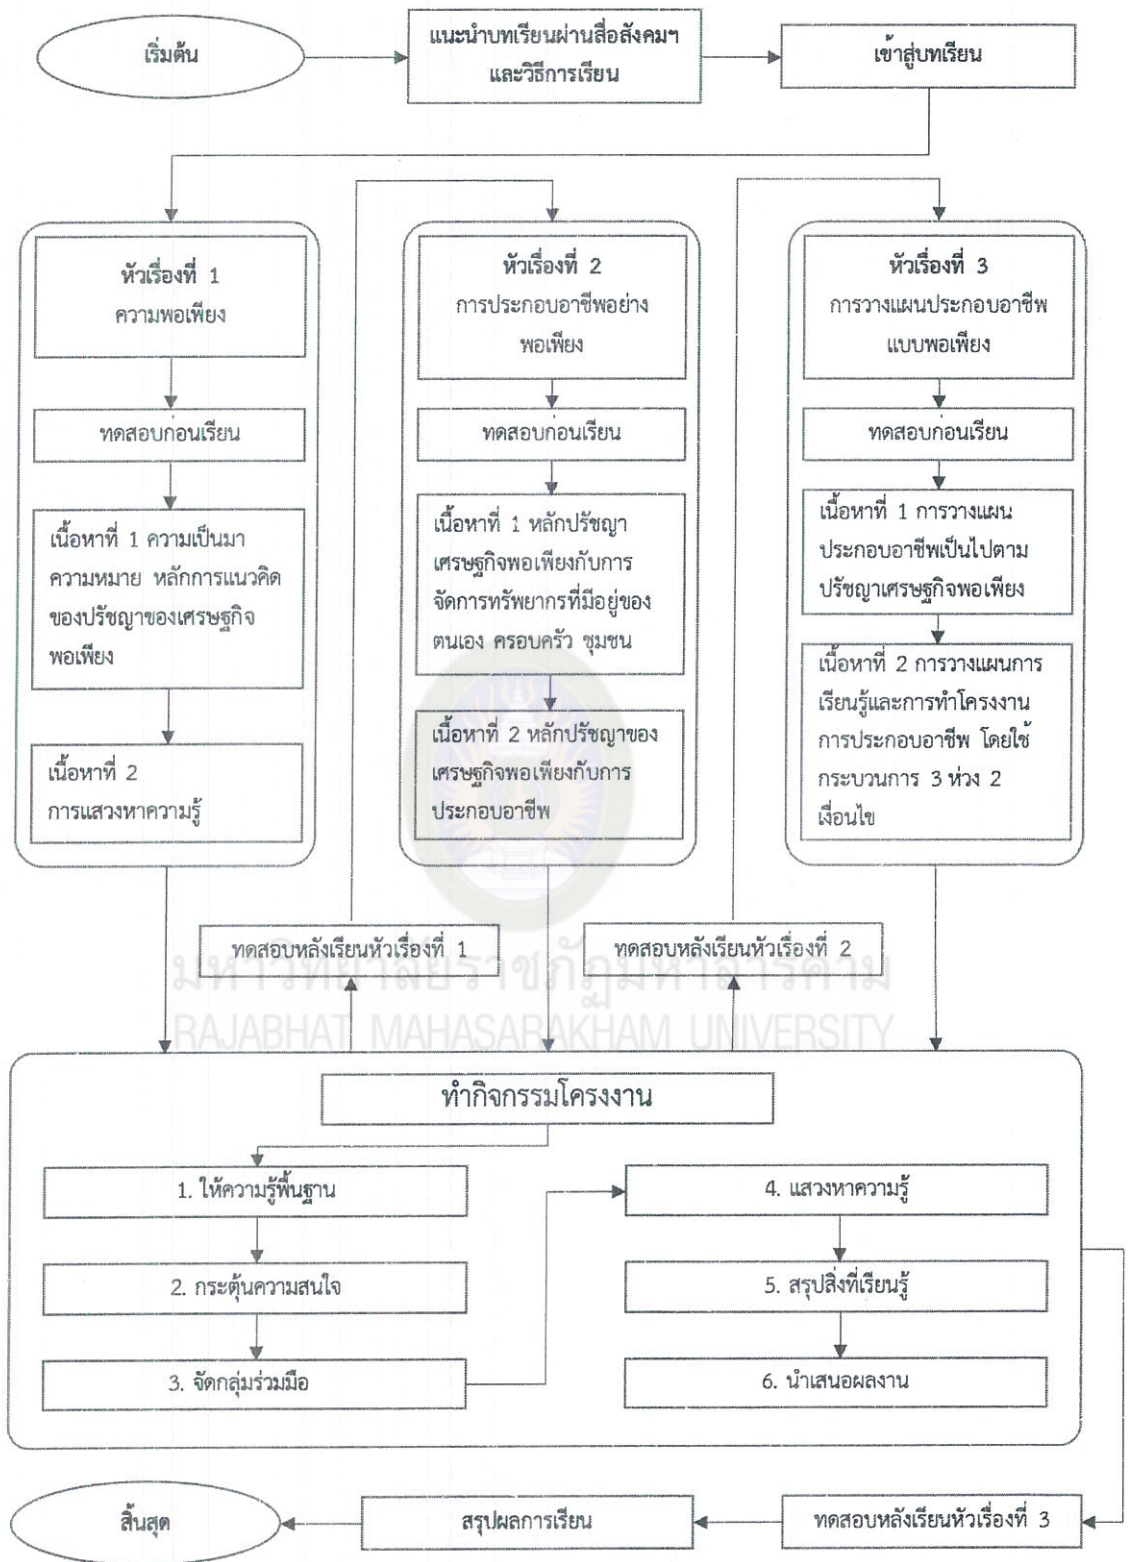 เริ่มต้น
แนะนำบทเรียนผ่านสื่อสังคมฯ
และวิธีการเรียน
เข้าสู่บทเรียน
หัวเรื่องที่ 1
ความพอเพียง
ทดสอบก่อนเรียน
เนื้อหาที่ 1 ความเป็นมา
ความหมาย หลักการแนวคิด
ของปรัชญาของเศรษฐกิจ
พอเพียง
เนื้อหาที่ 2
การแสวงหาความรู้
หัวเรื่องที่ 2
การประกอบอาชีพอย่าง
พอเพียง
ทดสอบก่อนเรียน
เนื้อหาที่ 1 หลักปรัชญา
เศรษฐกิจพอเพียงกับการ
จัดการทรัพยากรที่มีอยู่ของ
ตนเอง ครอบครัว ชุมชน
เนื้อหาที่ 2 หลักปรัชญาของ
เศรษฐกิจพอเพียงกับการ
ประกอบอาชีพ
หัวเรื่องที่ 3
การวางแผนประกอบอาชีพ
แบบพอเพียง
ทดสอบก่อนเรียน
เนื้อหาที่ 1 การวางแผน
ประกอบอาชีพเป็นไปตาม
ปรัชญาเศรษฐกิจพอเพียง
เนื้อหาที่ 2 การวางแผนการ
เรียนรู้และการทำโครงงาน
การประกอบอาชีพ โดยใช้
กระบวนการ 3 ห่วง 2
เงื่อนไข
ทดสอบหลังเรียนหัวเรื่องที่ 1
ทดสอบหลังเรียนหัวเรื่องที่ 2
มหาวิทยาลัยราชภัฏมหาสารคาม
RAJABHAT MAHASARAKHAM UNIVERSITY
ทำกิจกรรมโครงงาน
1. ให้ความรู้พื้นฐาน
2. กระตุ้นความสนใจ
3. จัดกลุ่มร่วมมือ
4. แสวงหาความรู้
5. สรุปสิ่งที่เรียนรู้
6. นำเสนอผลงาน
สิ้นสุด
สรุปผลการเรียน
ทดสอบหลังเรียนหัวเรื่องที่ 3